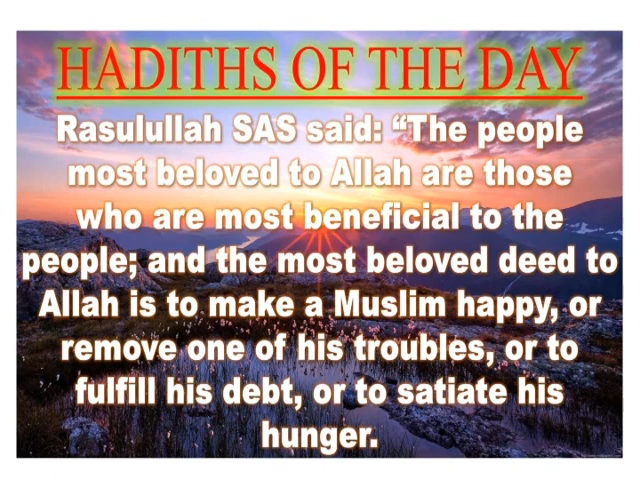 HADITHS OF THE DAY
Rasulullah SAS said: “The people
most beloved to Allah are those
who are most beneficial to the
people; and the most beloved deed to
Allah is to make a Muslim happy, or
remove one of his troubles, or to
fulfill his debt, or to satiate his
hunger.